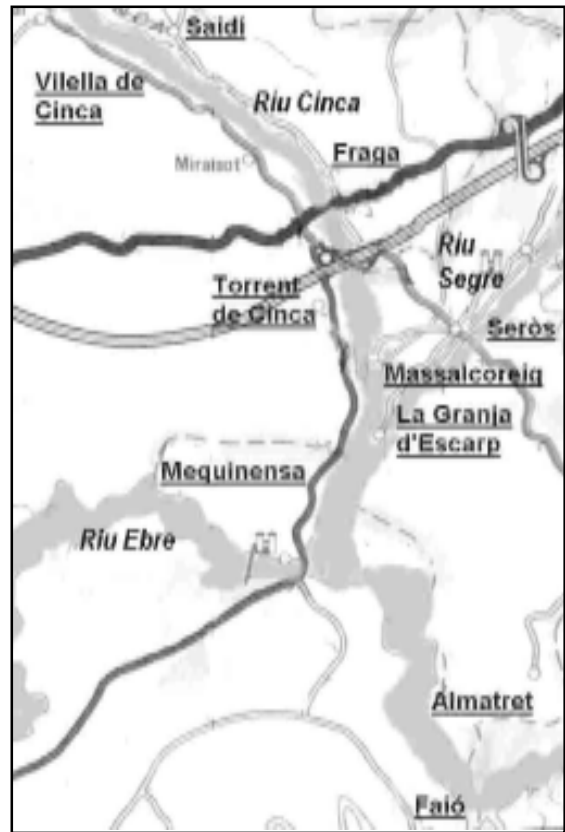 Saidí
Vilella de
Cinca
Riu Cinca
Miralsot
Fraga
Riu
Segre
Torrent
de Cinca
Seròs
Massalcoreig
La Granja
d'Escarp
Mequinensa
Riu Ebre
Almatret
Faió